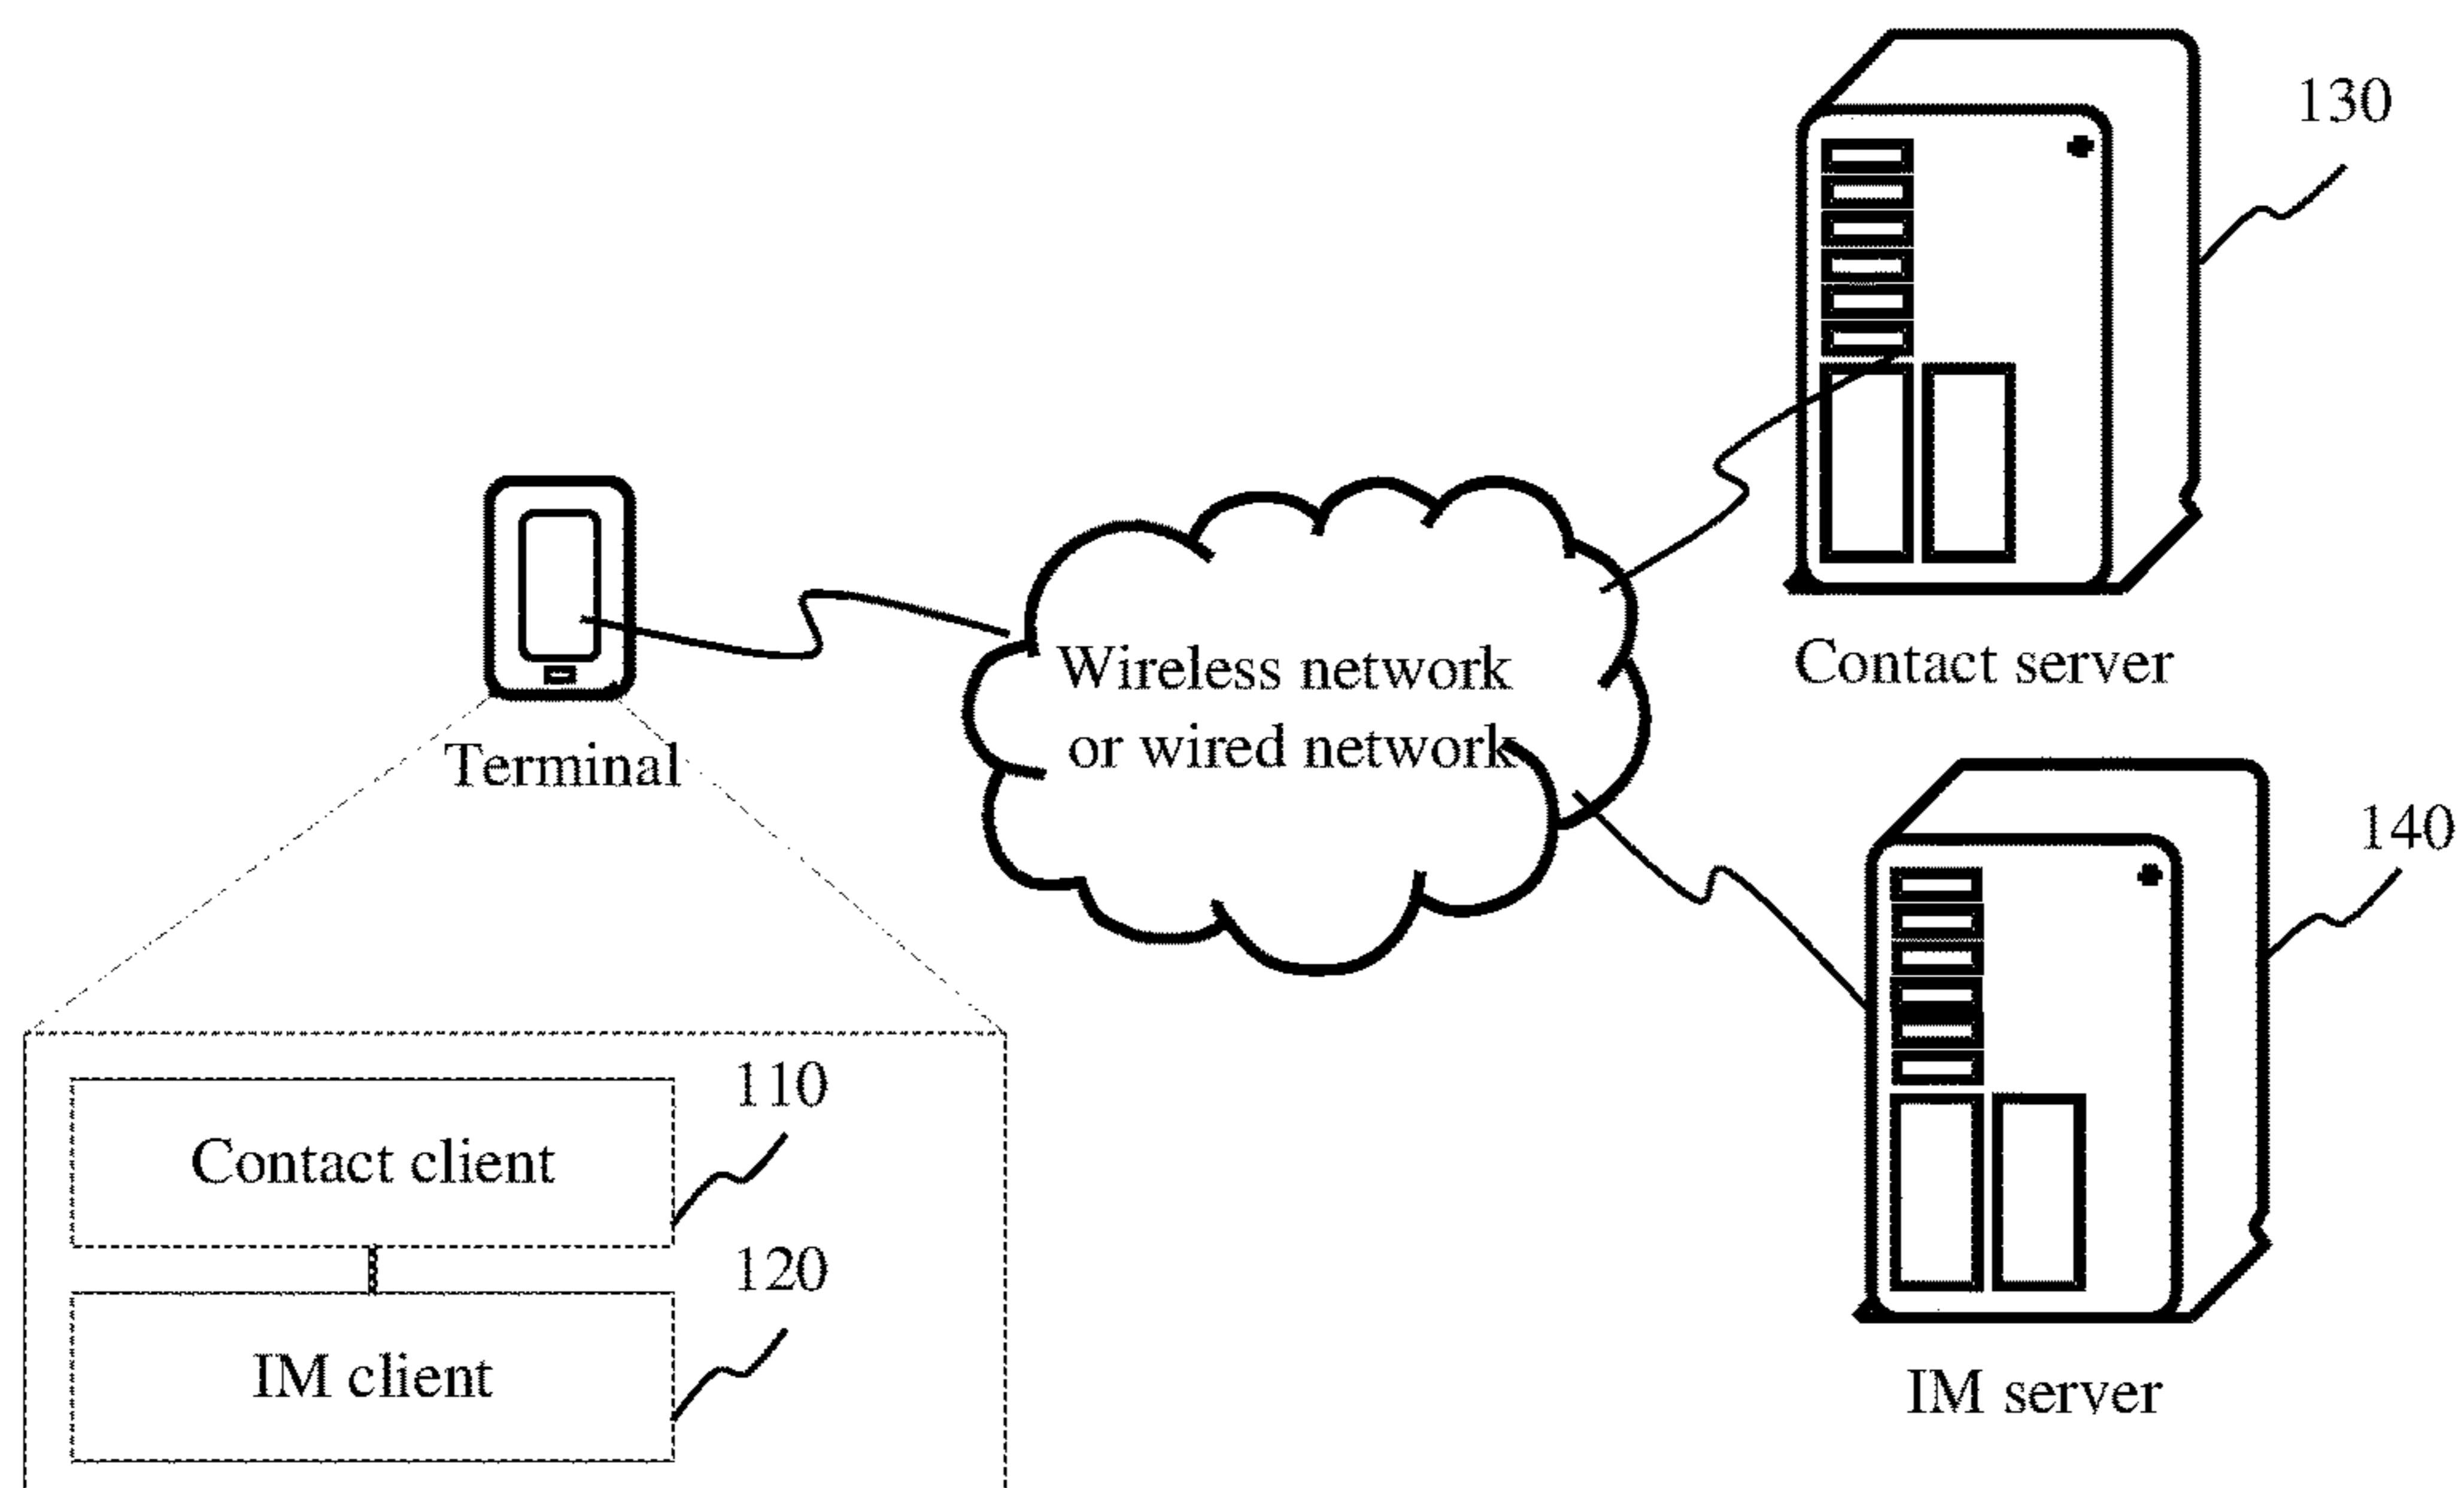 130
Contact server
Wireless network
or wired network
Terminal
140
IM server
110
Contact client
120
IM client